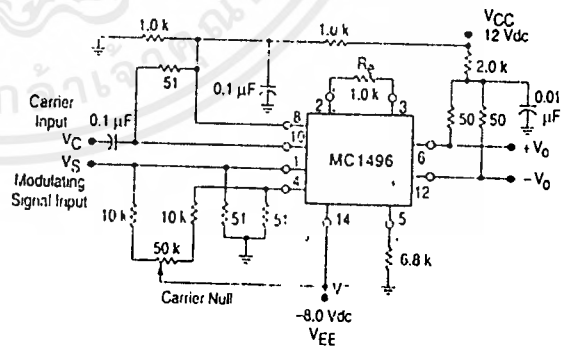 1.0 k
1.0 k
VCC
12 Vdc
Re
1.0 k
2.0 k
51
0.1 µF
2
3
50
50
0.01
µF
Carrier
Input
0.1 µF
VC
VS
Modulating
Signal Input
8
10
1
4
MC1496
6
12
+Vo
−Vo
10 k
10 k
51
51
14
5
50 k
6.8 k
Carrier Null
V-
−8.0 Vdc
VEE